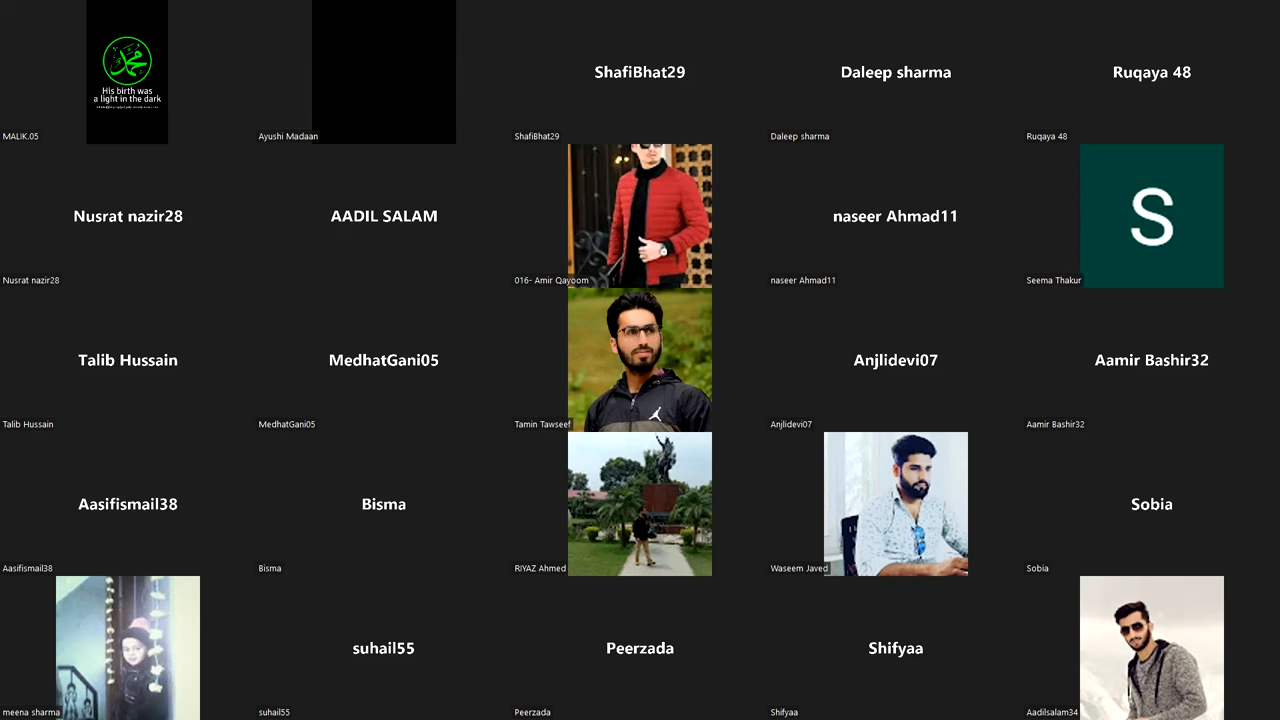 محمد
His birth was
a light in the dark
MALIK.05
Ayushi Madaan
ShafiBhat29
ShafiBhat29
Daleep sharma
Daleep sharma
Ruqaya 48
Ruqaya 48
Nusrat nazir28
Nusrat nazir28
AADIL SALAM
016- Amir Qayoom
naseer Ahmad11
naseer Ahmad11
S
Seema Thakur
Talib Hussain
Talib Hussain
MedhatGani05
MedhatGani05
Tamin Tawseef
Anjlidevi07
Anjlidevi07
Aamir Bashir32
Aamir Bashir32
Aasifismail38
Aasifismail38
Bisma
Bisma
RIYAZ Ahmed
Waseem Javed
Sobia
Sobia
meena sharma
suhail55
suhail55
Peerzada
Peerzada
Shifyaa
Shifyaa
Aadilsalam34